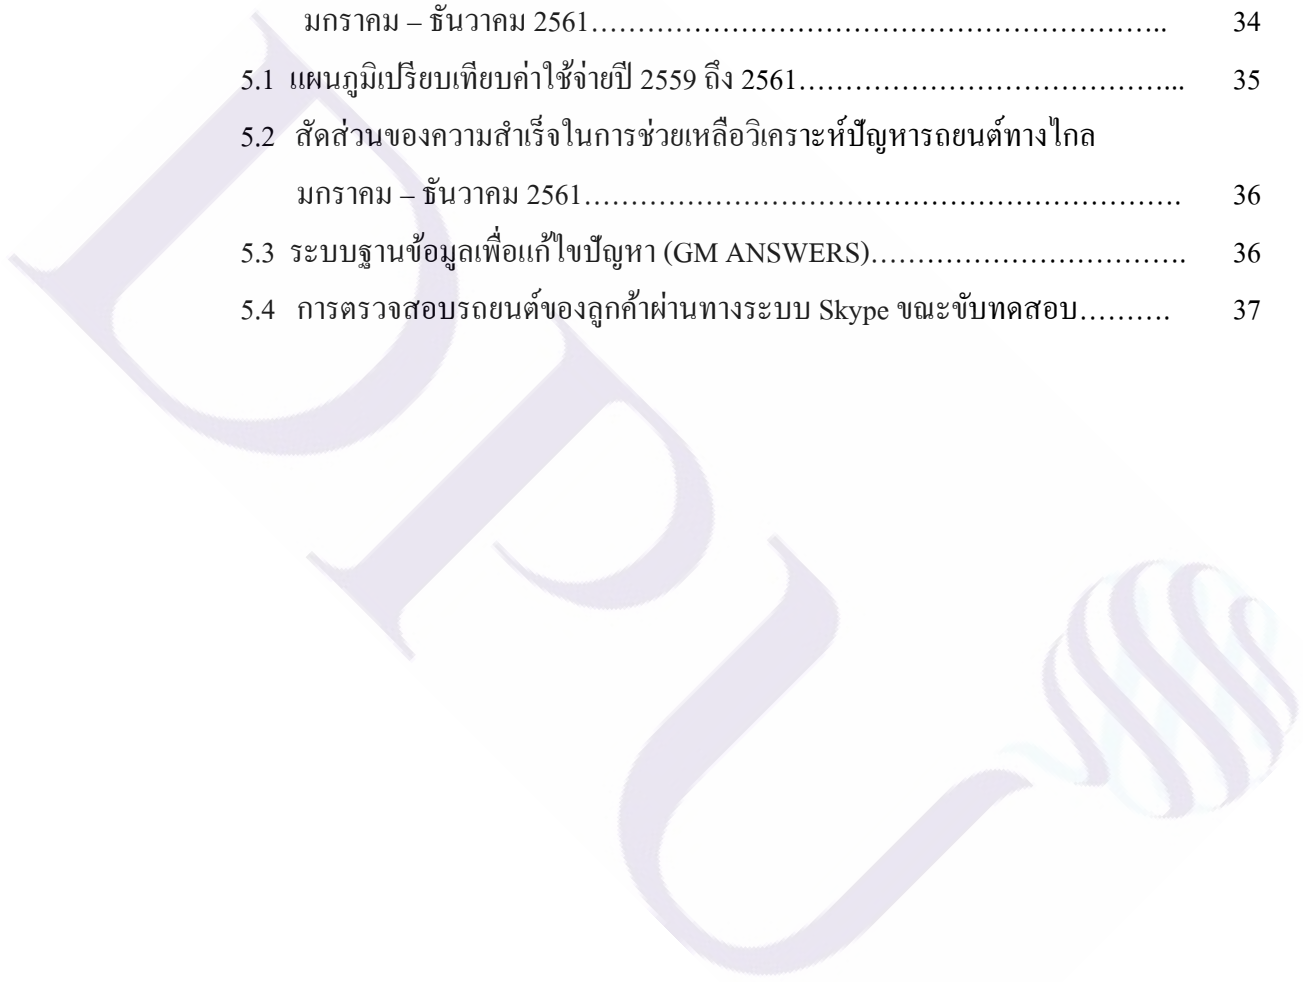 มกราคม – ธันวาคม 2561…………………………………………………………….. 34
5.1 แผนภูมิเปรียบเทียบค่าใช้จ่ายปี 2559 ถึง 2561………………………………………... 35
5.2 สัดส่วนของความสำเร็จในการช่วยเหลือวิเคราะห์ปัญหารถยนต์ทางไกล
มกราคม – ธันวาคม 2561………………………………………………………………. 36
5.3 ระบบฐานข้อมูลเพื่อแก้ไขปัญหา (GM ANSWERS)………………………………. 36
5.4 การตรวจสอบรถยนต์ของลูกค้าผ่านทางระบบ Skype ขณะขับทดสอบ………. 37
DPU